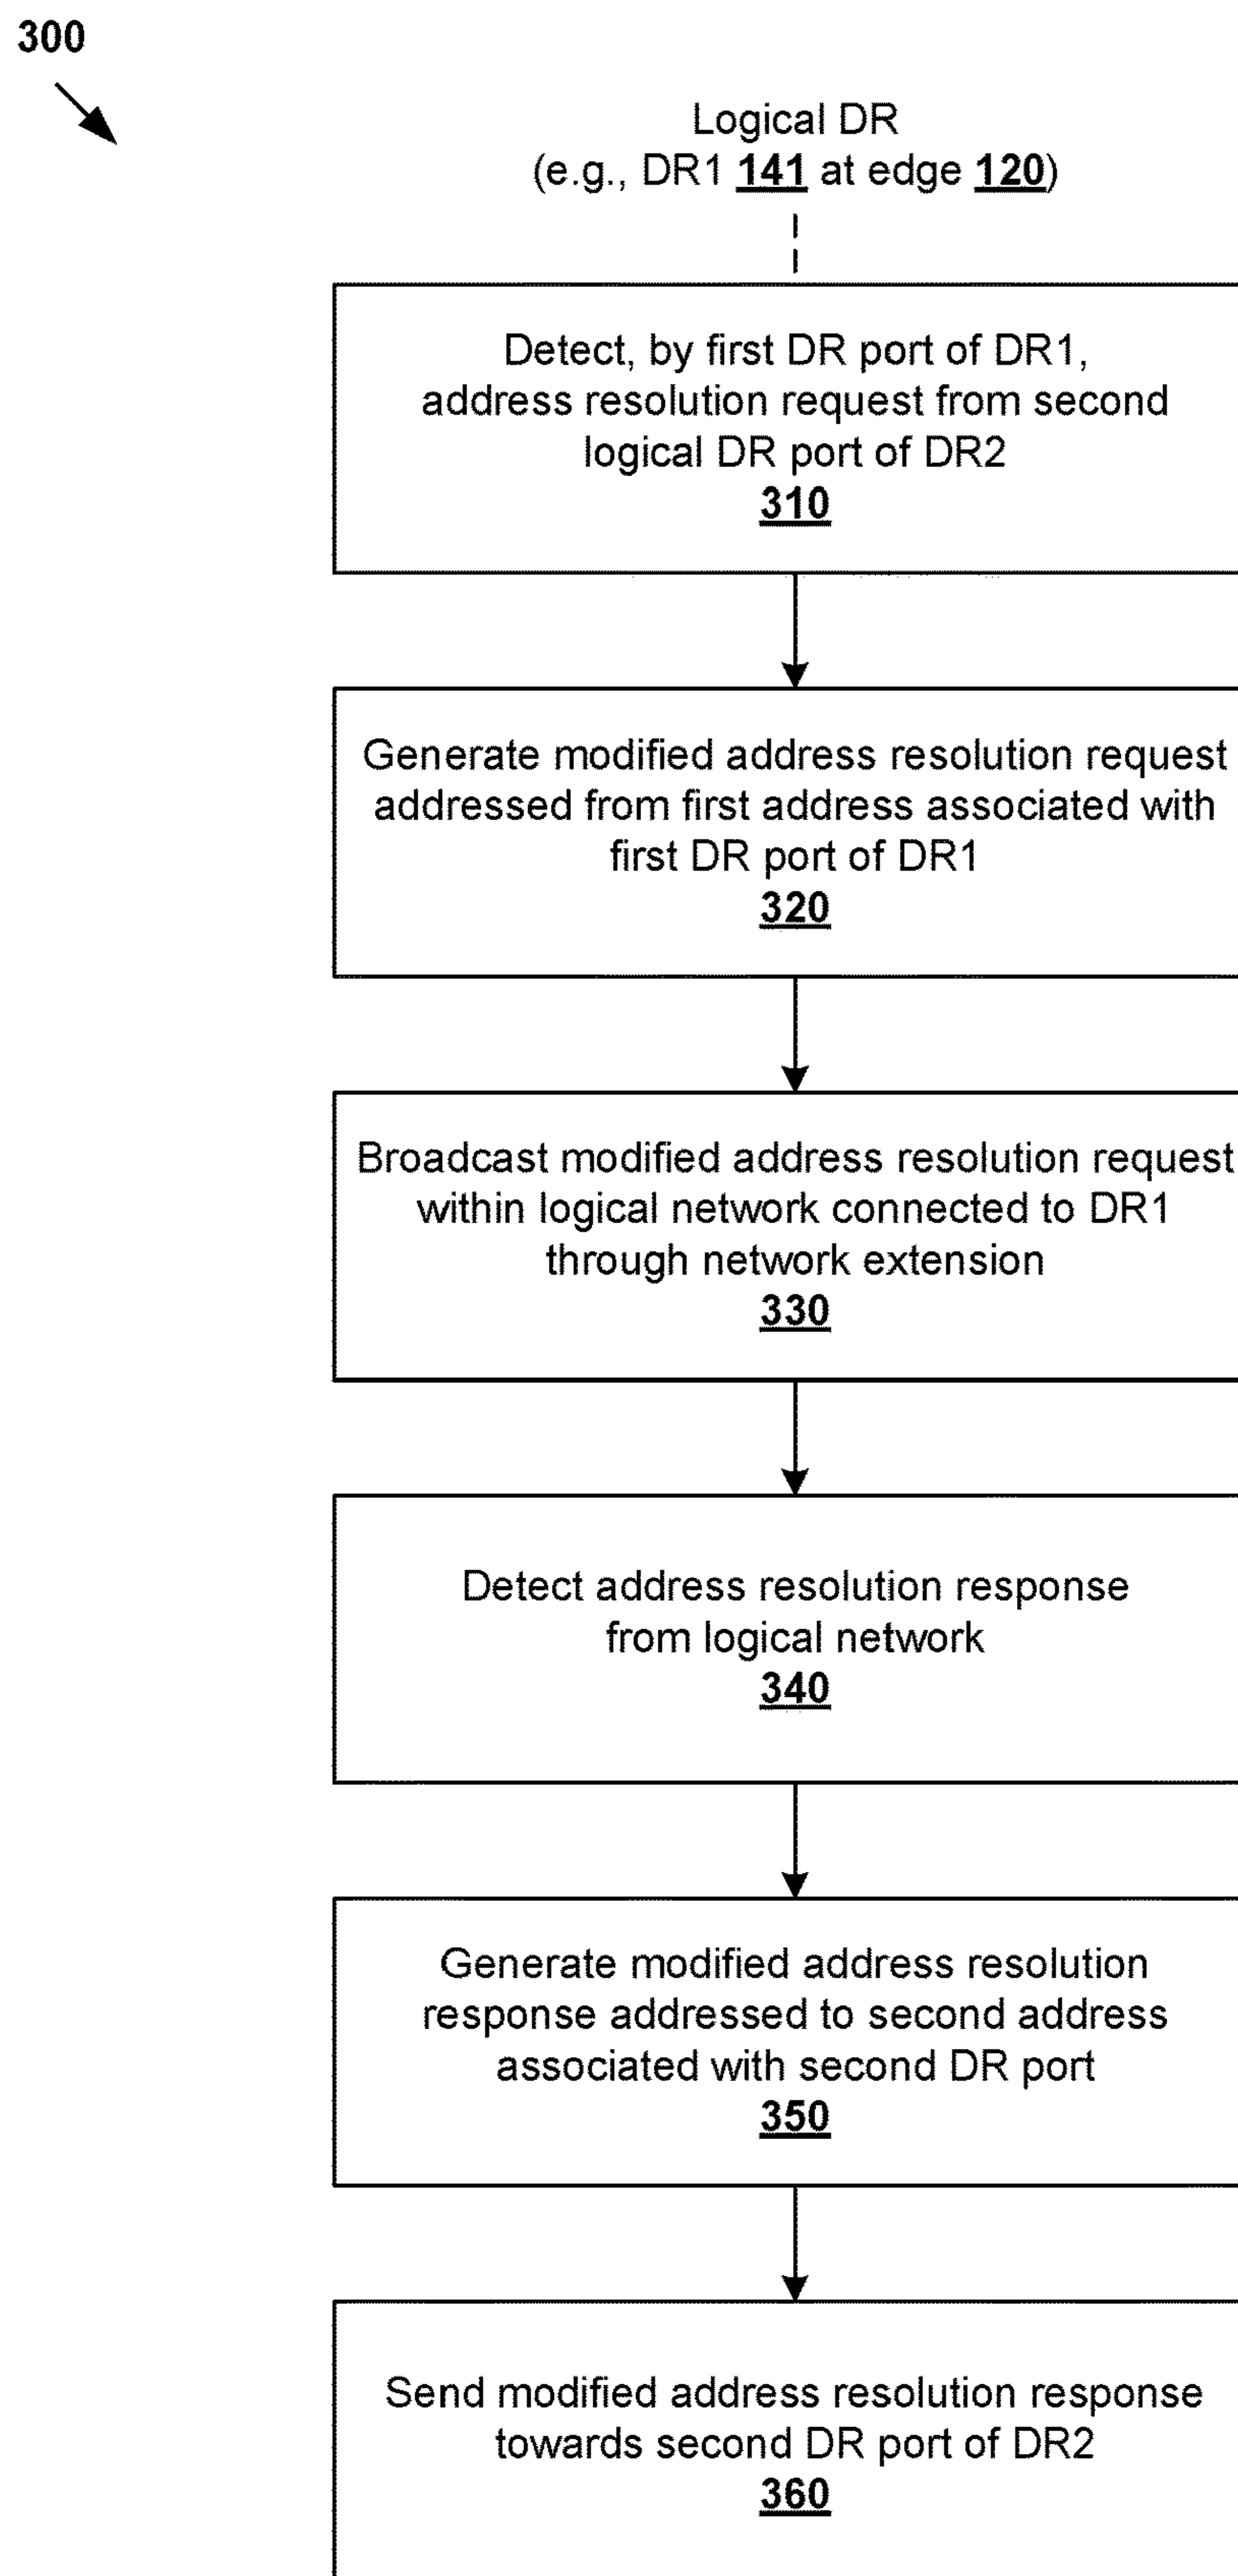 300
Logical DR
(e.g., DR1 141 at edge 120)
Detect, by first DR port of DR1,
address resolution request from second
logical DR port of DR2
310
Generate modified address resolution request
addressed from first address associated with
first DR port of DR1
320
Broadcast modified address resolution request
within logical network connected to DR1
through network extension
330
Detect address resolution response
from logical network
340
Generate modified address resolution
response addressed to second address
associated with second DR port
350
Send modified address resolution response
towards second DR port of DR2
360